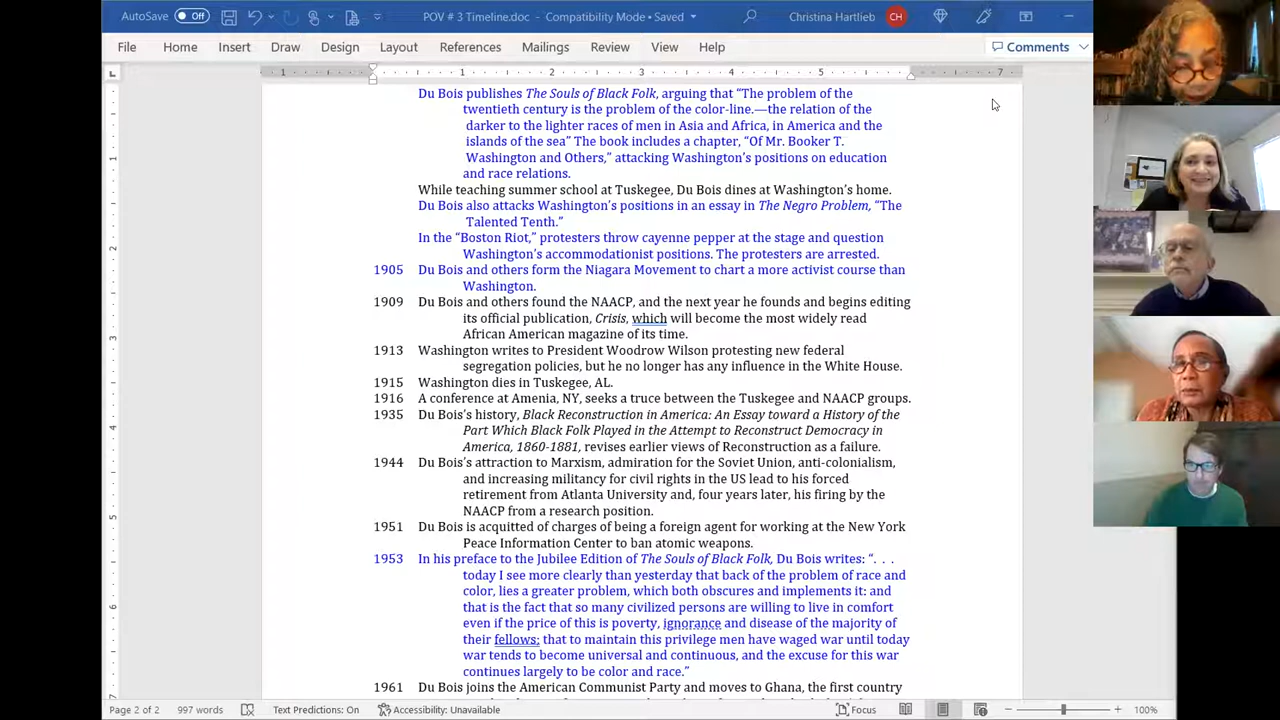 AutoSave Off POV # 3 Timeline.doc - Compatibility Mode • Saved Christina Hartlieb CH
File Home Insert Draw Design Layout References Mailings Review View Help Comments
1 1 2 3 4 5 7
Du Bois publishes The Souls of Black Folk, arguing that “The problem of the
twentieth century is the problem of the color-line.—the relation of the
darker to the lighter races of men in Asia and Africa, in America and the
islands of the sea” The book includes a chapter, “Of Mr. Booker T.
Washington and Others,” attacking Washington’s positions on education
and race relations.
While teaching summer school at Tuskegee, Du Bois dines at Washington’s home.
Du Bois also attacks Washington’s positions in an essay in The Negro Problem, “The
Talented Tenth.”
In the “Boston Riot,” protesters throw cayenne pepper at the stage and question
Washington’s accommodationist positions. The protesters are arrested.
1905 Du Bois and others form the Niagara Movement to chart a more activist course than
Washington.
1909 Du Bois and others found the NAACP, and the next year he founds and begins editing
its official publication, Crisis, which will become the most widely read
African American magazine of its time.
1913 Washington writes to President Woodrow Wilson protesting new federal
segregation policies, but he no longer has any influence in the White House.
1915 Washington dies in Tuskegee, AL.
1916 A conference at Amenia, NY, seeks a truce between the Tuskegee and NAACP groups.
1935 Du Bois’s history, Black Reconstruction in America: An Essay toward a History of the
Part Which Black Folk Played in the Attempt to Reconstruct Democracy in
America, 1860-1881, revises earlier views of Reconstruction as a failure.
1944 Du Bois’s attraction to Marxism, admiration for the Soviet Union, anti-colonialism,
and increasing militancy for civil rights in the US lead to his forced
retirement from Atlanta University and, four years later, his firing by the
NAACP from a research position.
1951 Du Bois is acquitted of charges of being a foreign agent for working at the New York
Peace Information Center to ban atomic weapons.
1953 In his preface to the Jubilee Edition of The Souls of Black Folk, Du Bois writes: “. . .
today I see more clearly than yesterday that back of the problem of race and
color, lies a greater problem, which both obscures and implements it: and
that is the fact that so many civilized persons are willing to live in comfort
even if the price of this is poverty, ignorance and disease of the majority of
their fellows; that to maintain this privilege men have waged war until today
war tends to become universal and continuous, and the excuse for this war
continues largely to be color and race.”
1961 Du Bois joins the American Communist Party and moves to Ghana, the first country
Page 2 of 2 997 words Text Predictions: On Accessibility: Unavailable Focus 100%